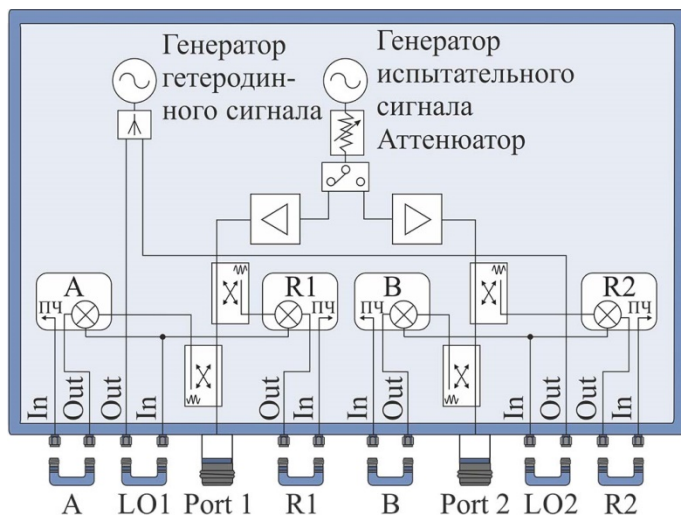 Генератор
гетеродин-
ного сигнала
Генератор
испытательного
сигнала
Аттенюатор
A
R1
B
R2
ПЧ
ПЧ
ПЧ
ПЧ
In
Out
Out
In
Out
In
In
Out
In
Out
Out
In
A
LO1
Port 1
R1
B
Port 2
LO2
R2